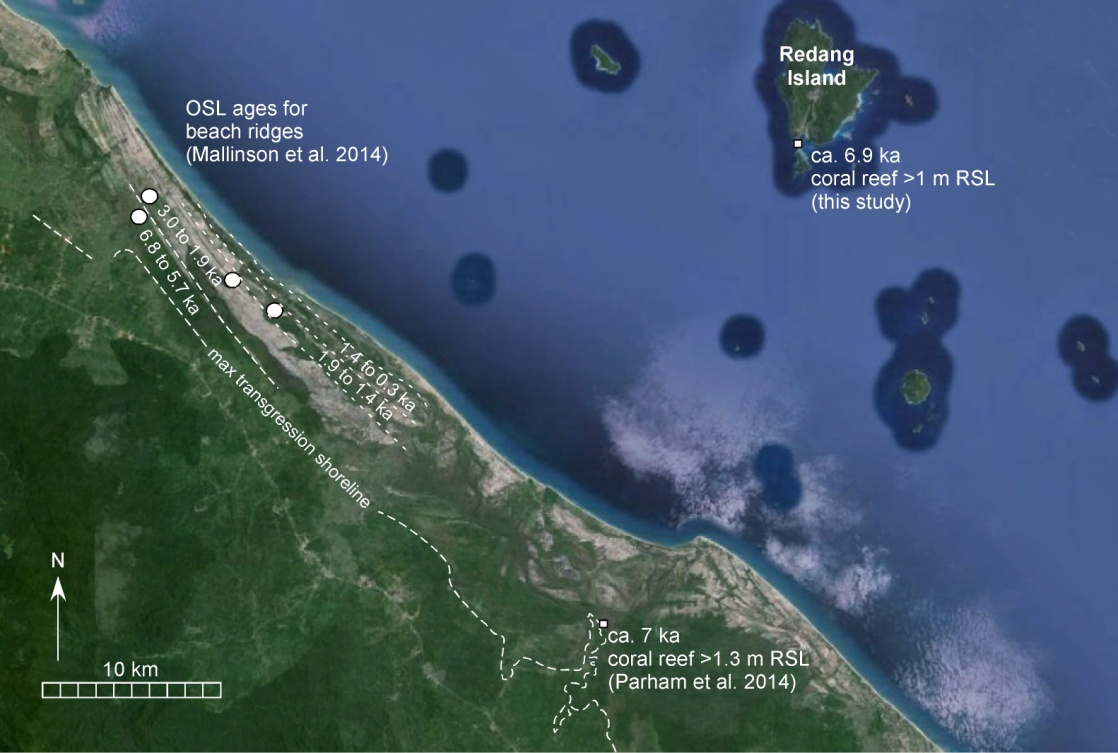 Redang
Island
OSL ages for
beach ridges
(Mallinson et al. 2014)
ca. 6.9 ka
coral reef >1 m RSL
(this study)
3.0 to 1.9 ka
6.8 to 5.7 ka
1.4 to 0.3 ka
1.9 to 1.4 ka
max transgression shoreline
N
10 km
ca. 7 ka
coral reef >1.3 m RSL
(Parham et al. 2014)